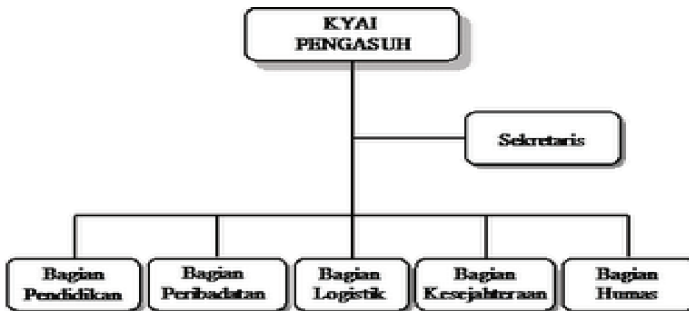 KYAI
PENGASUH
Sekretaris
Bagian
Pendidikan
Bagian
Peribadatan
Bagian
Logistik
Bagian
Kesejahteraan
Bagian
Humas